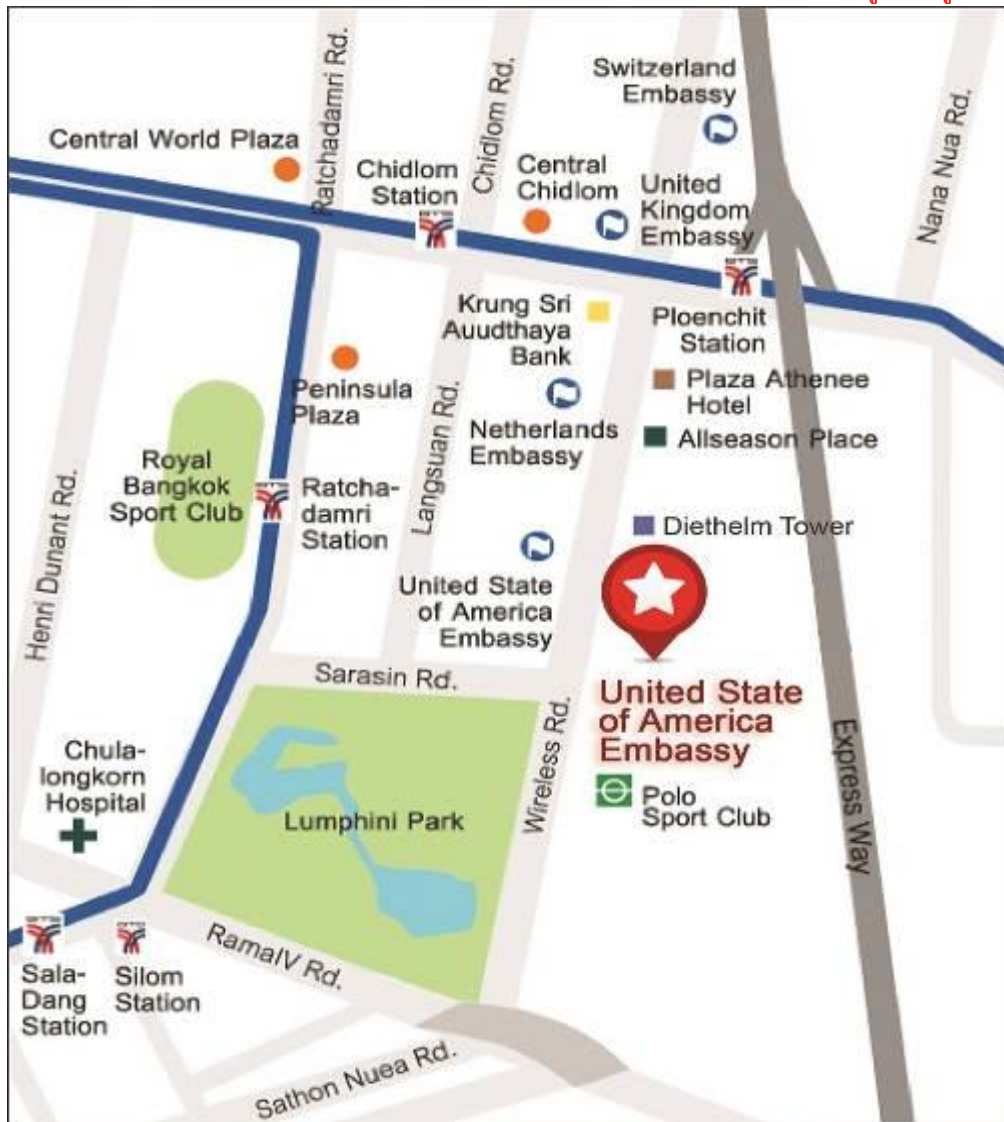 Ratchadamri Rd.
Chidlom Rd.
Switzerland
Embassy
Nana Nua Rd.
Central World Plaza
Chidlom
Station
Central
Chidlom
United
Kingdom
Embassy
Krung Sri
Auudthaya
Bank
Ploenchit
Station
Peninsula
Plaza
Plaza Athenee
Hotel
Netherlands
Embassy
Allseason Place
Langsuan Rd.
Royal
Bangkok
Sport Club
Ratcha-
damri
Station
Henri Dunant Rd.
Diethelm Tower
United State
of America
Embassy
Sarasin Rd.
United State
of America
Embassy
Wireless Rd.
Express Way
Chula-
longkorn
Hospital
Lumphini Park
Polo
Sport Club
RamaIV Rd.
Sala-
Dang
Station
Silom
Station
Sathon Nuea Rd.